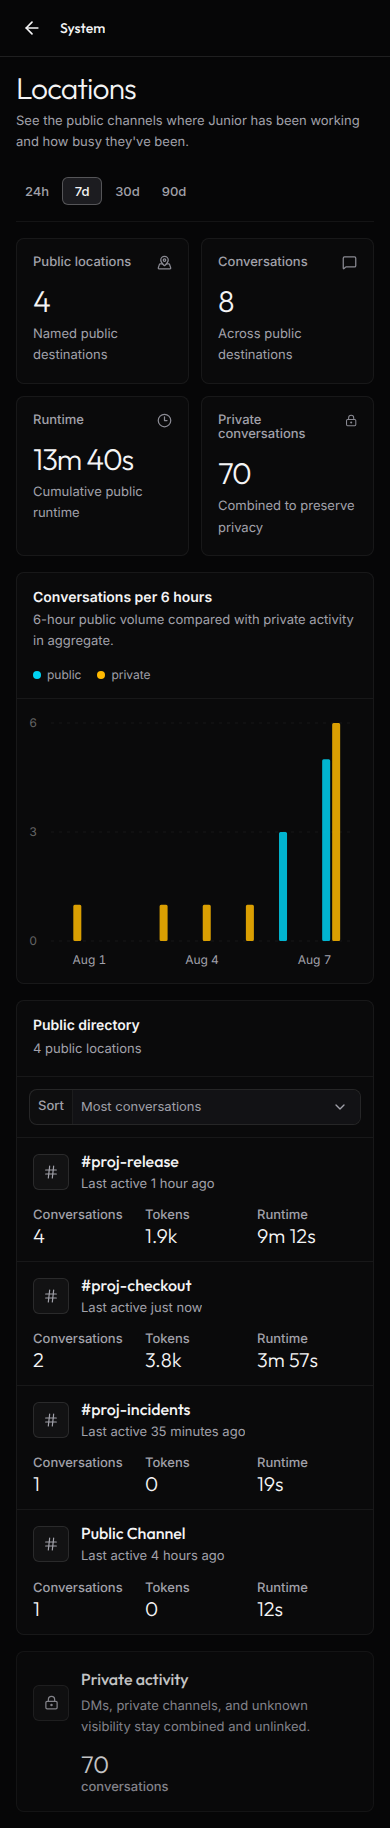 System
Locations
See the public channels where Junior has been working
and how busy they've been.
24h 7d 30d 90d
Public locations
4
Named public
destinations
Conversations
8
Across public
destinations
Runtime
13m 40s
Cumulative public
runtime
Private
conversations
70
Combined to preserve
privacy
Conversations per 6 hours
6-hour public volume compared with private activity
in aggregate.
public private
6
3
0
Aug 1 Aug 4 Aug 7
Public directory
4 public locations
Sort Most conversations
#proj-release
Last active 1 hour ago
Conversations Tokens Runtime
4 1.9k 9m 12s
#proj-checkout
Last active just now
Conversations Tokens Runtime
2 3.8k 3m 57s
#proj-incidents
Last active 35 minutes ago
Conversations Tokens Runtime
1 0 19s
Public Channel
Last active 4 hours ago
Conversations Tokens Runtime
1 0 12s
Private activity
DMs, private channels, and unknown
visibility stay combined and unlinked.
70
conversations